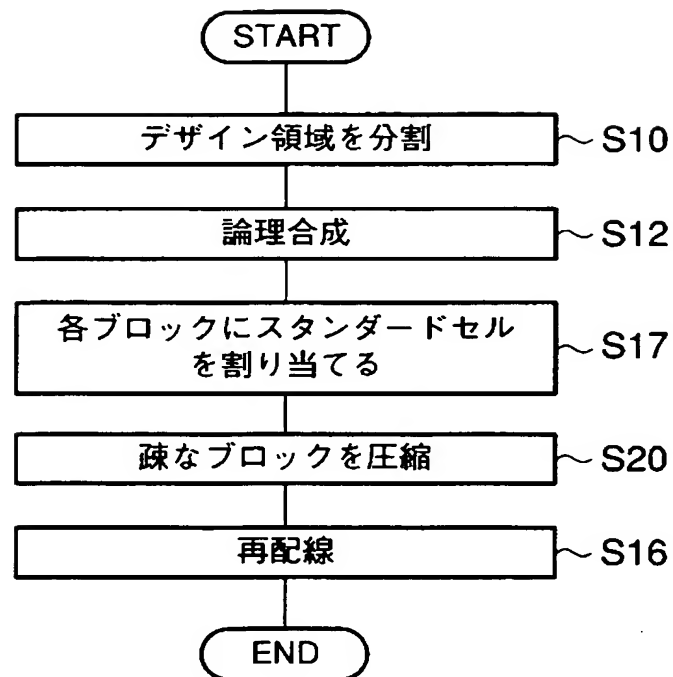 START
デザイン領域を分割
S10
論理合成
S12
各ブロックにスタンダードセル
を割り当てる
S17
疎なブロックを圧縮
S20
再配線
S16
END